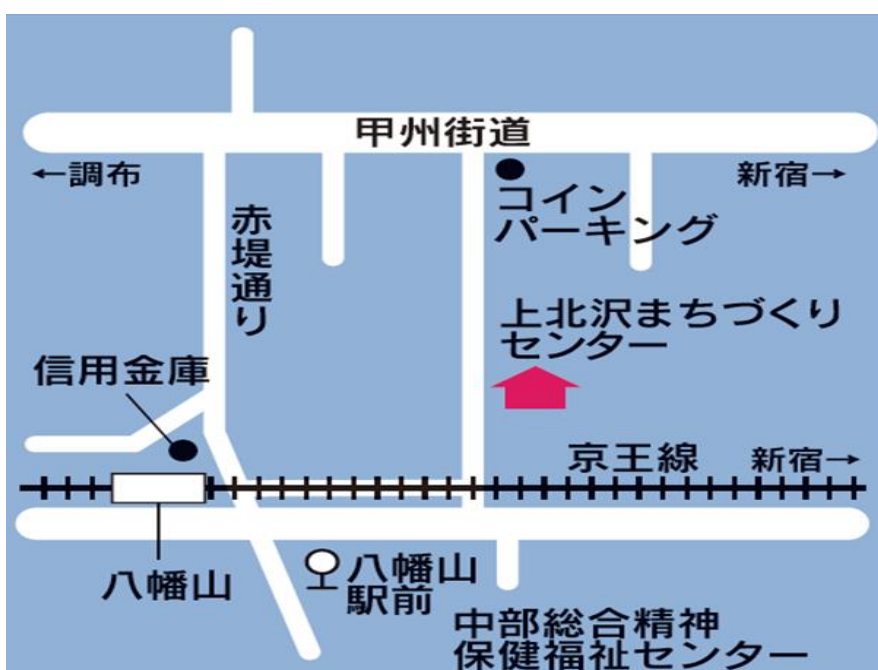 甲州街道
←調布
新宿→
コイン
パーキング
赤堤通り
上北沢まちづくり
センター
信用金庫
京王線
新宿→
八幡山
八幡山
駅前
中部総合精神
保健福祉センター